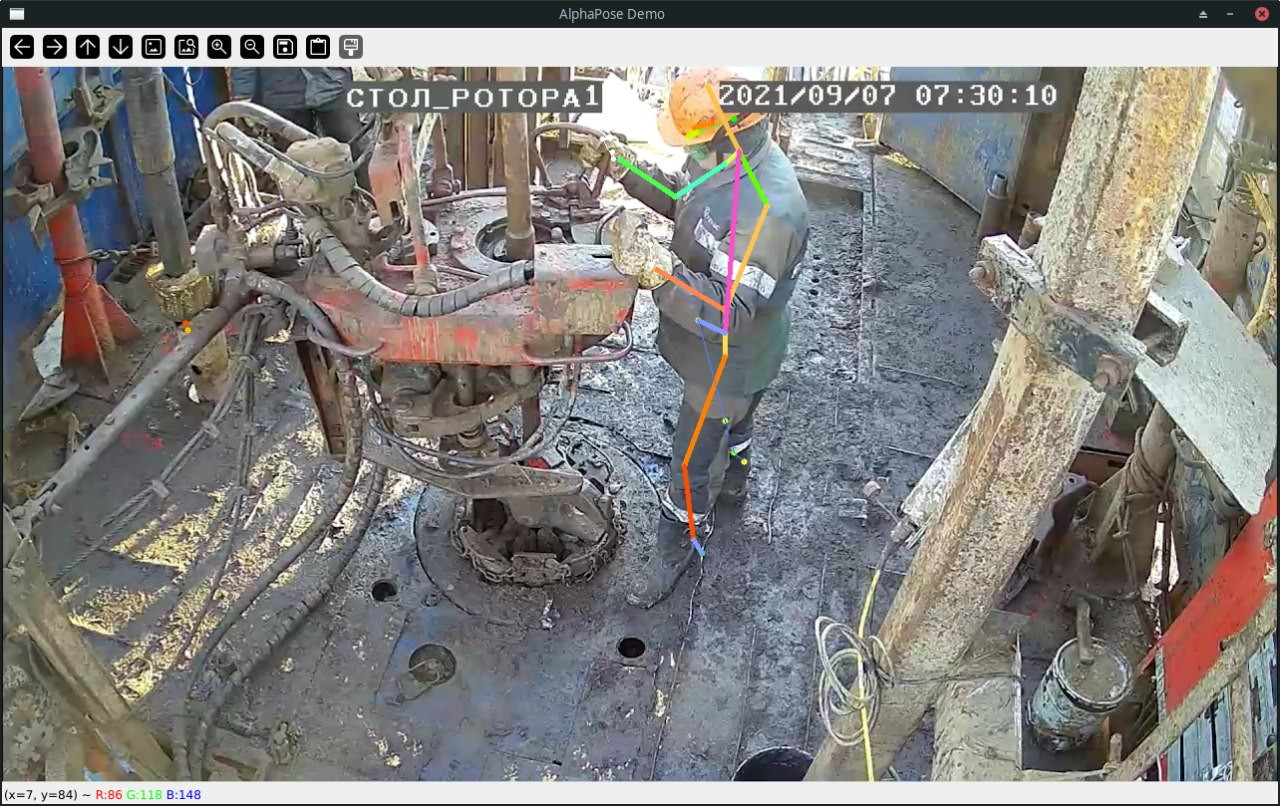 AlphaPose Demo
СТОЛ_РОТОРА1
2021/09/07 07:30:10
(x=7, y=84) ~ R:86 G:118 B:148